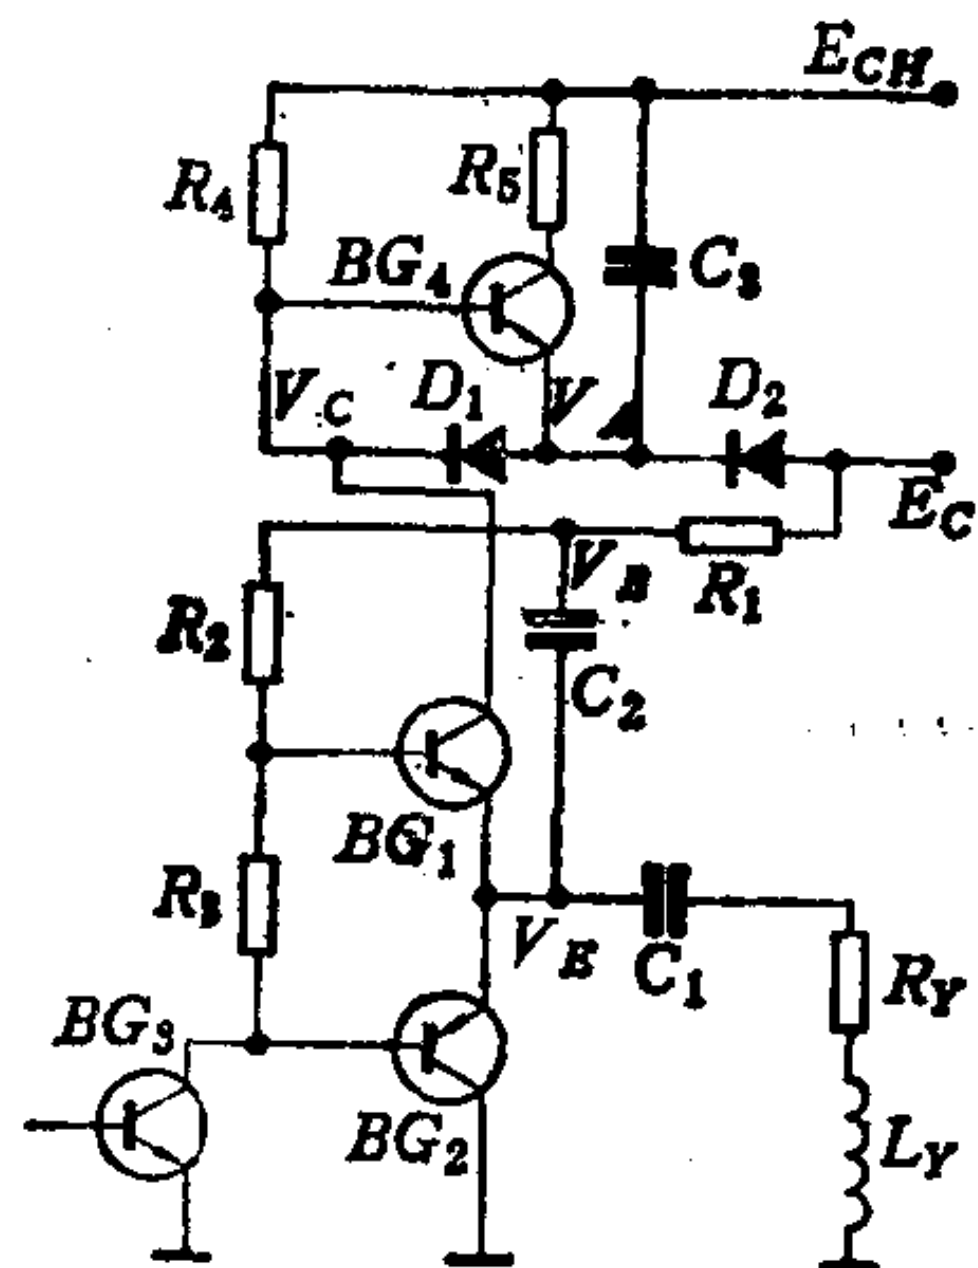 E_CH
R_4
R_5
BG_4
C_3
V_C
D_1
V_A
D_2
E_C
V_B
R_1
R_2
C_2
BG_1
R_3
V_E
C_1
R_Y
BG_3
BG_2
L_Y